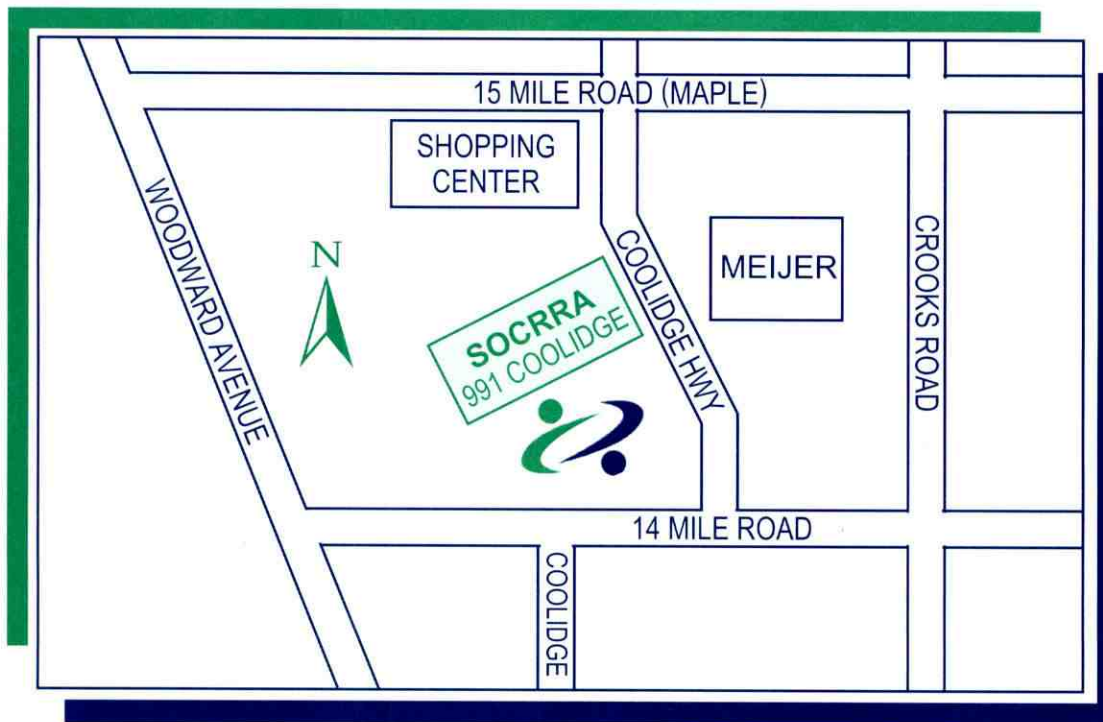 15 MILE ROAD (MAPLE)
SHOPPING
CENTER
WOODWARD AVENUE
N
COOLIDGE HWY
MEIJER
CROOKS ROAD
SOCRRA
991 COOLIDGE
14 MILE ROAD
COOLIDGE